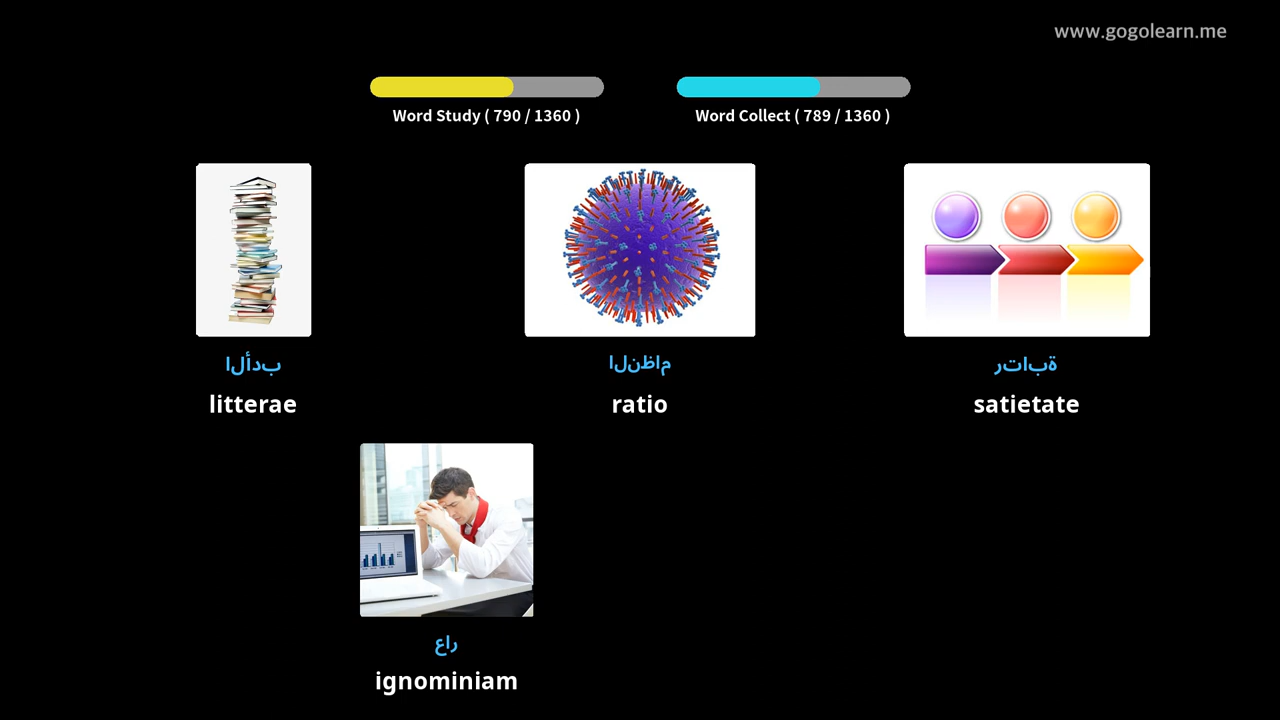 www.gogolearn.me
Word Study ( 790 / 1360 )
Word Collect ( 789 / 1360 )
الأدب
litterae
النظام
ratio
رتابة
satietate
عار
ignominiam